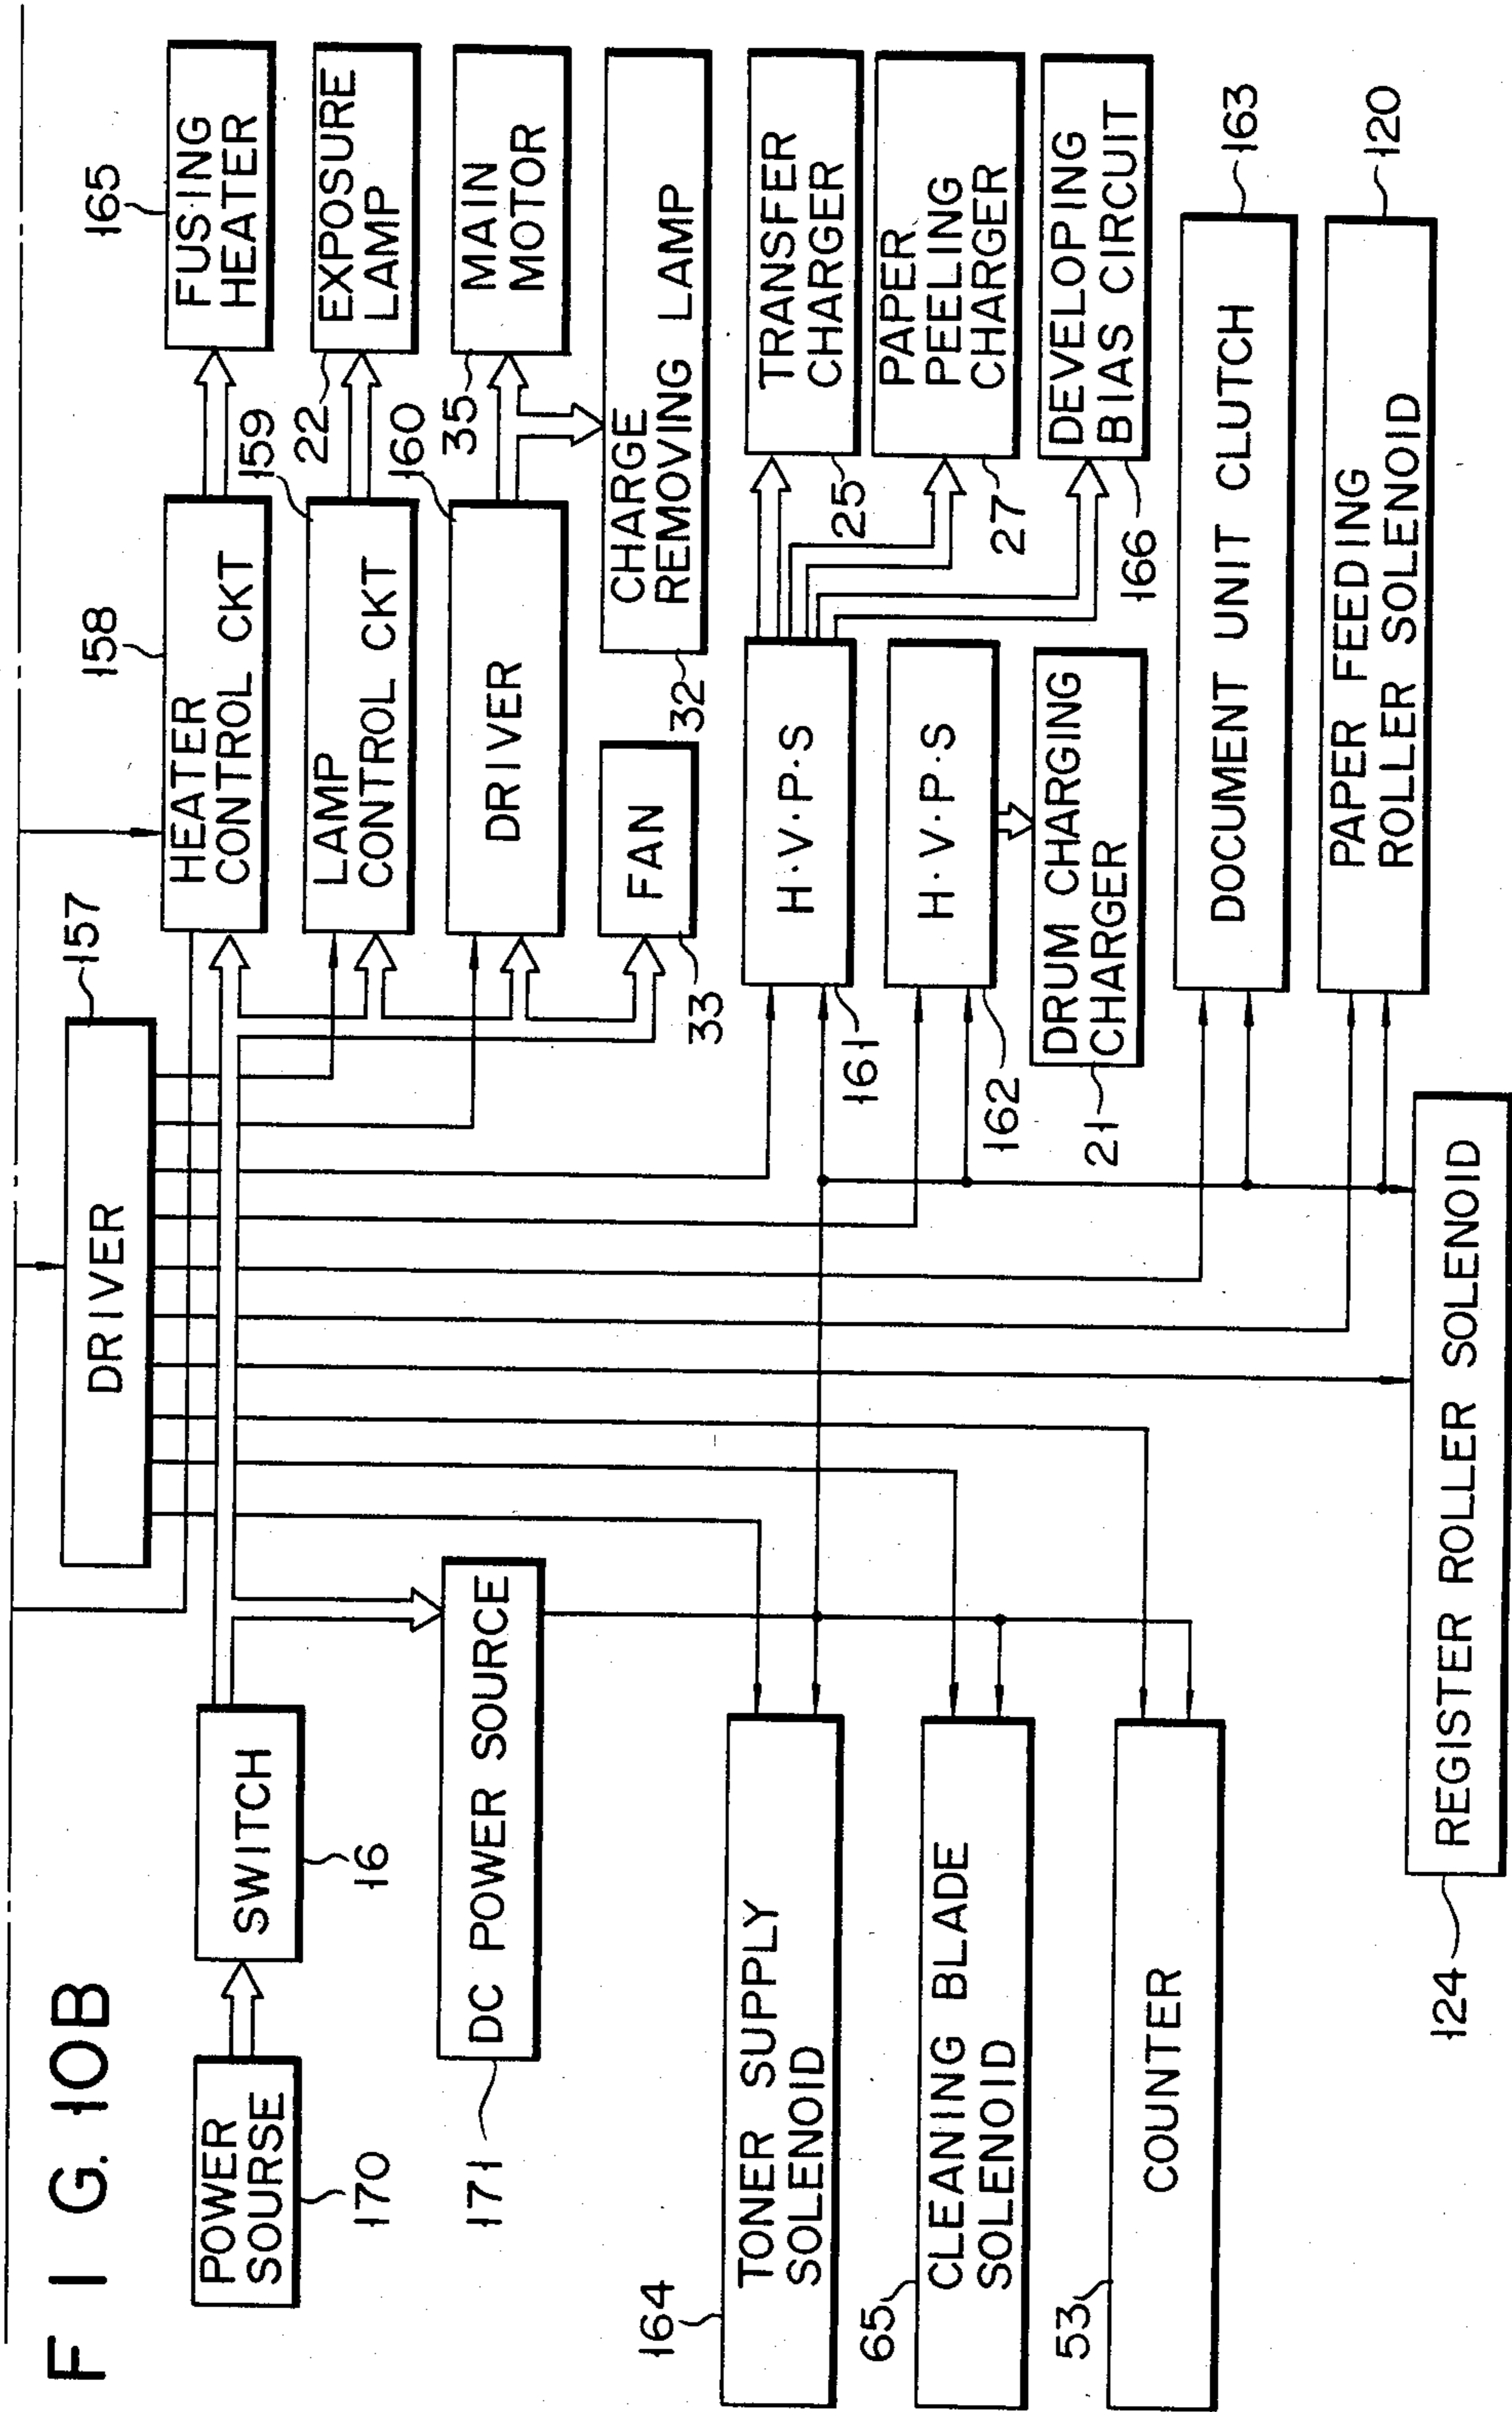 F I G. 10B
POWER
SOURSE
170
SWITCH
16
DC POWER SOURCE
171
DRIVER
157
HEATER
CONTROL CKT
158
FUSING
HEATER
165
LAMP
CONTROL CKT
159
EXPOSURE
LAMP
22
DRIVER
160
MAIN
MOTOR
35
FAN
33
CHARGE
REMOVING LAMP
32
H·V·P·S
161
TRANSFER
CHARGER
25
PAPER
PEELING
CHARGER
27
DEVELOPING
BIAS CIRCUIT
166
H·V·P·S
162
DRUM CHARGING
CHARGER
21
DOCUMENT UNIT CLUTCH
163
PAPER FEEDING
ROLLER SOLENOID
120
TONER SUPPLY
SOLENOID
164
CLEANING BLADE
SOLENOID
65
COUNTER
53
REGISTER ROLLER SOLENOID
124